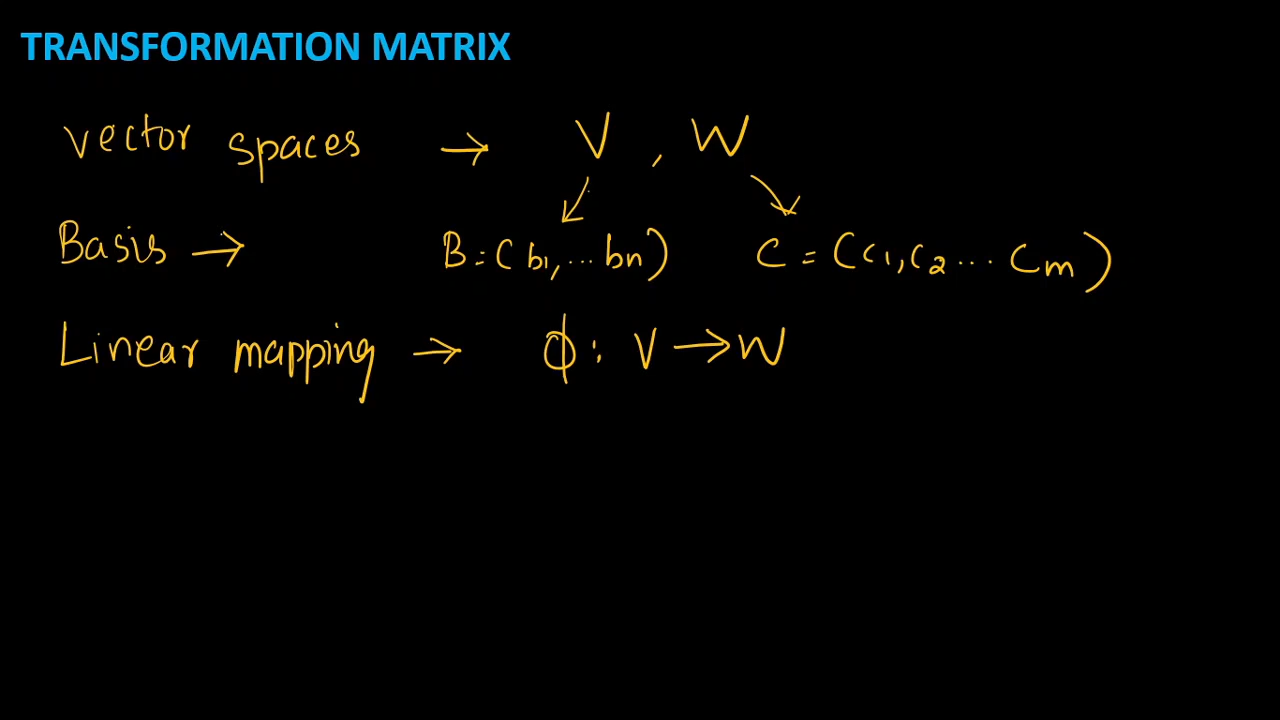 TRANSFORMATION MATRIX
vector spaces → V , W
Basis → B = (b1, ... bn) C = (c1, c2 ... cm)
Linear mapping → Φ : V → W